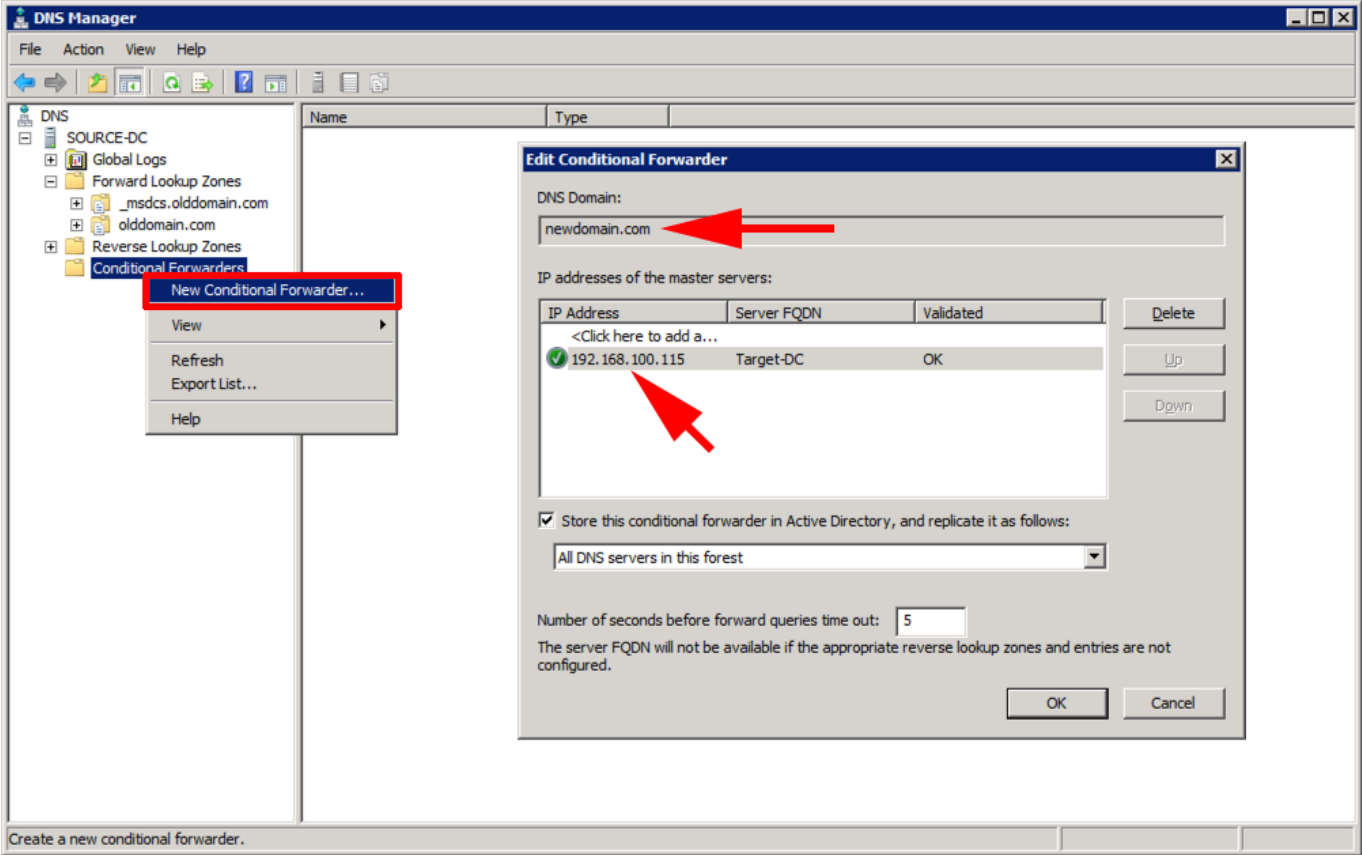 DNS Manager
File Action View Help
DNS
SOURCE-DC
Global Logs
Forward Lookup Zones
_msdcs.olddomain.com
olddomain.com
Reverse Lookup Zones
Conditional Forwarders
New Conditional Forwarder...
View
Refresh
Export List...
Help
Name Type
Edit Conditional Forwarder
DNS Domain:
newdomain.com
IP addresses of the master servers:
IP Address Server FQDN Validated
<Click here to add a...
192.168.100.115 Target-DC OK
Delete
Up
Down
Store this conditional forwarder in Active Directory, and replicate it as follows:
All DNS servers in this forest
Number of seconds before forward queries time out: 5
The server FQDN will not be available if the appropriate reverse lookup zones and entries are not
configured.
OK Cancel
Create a new conditional forwarder.